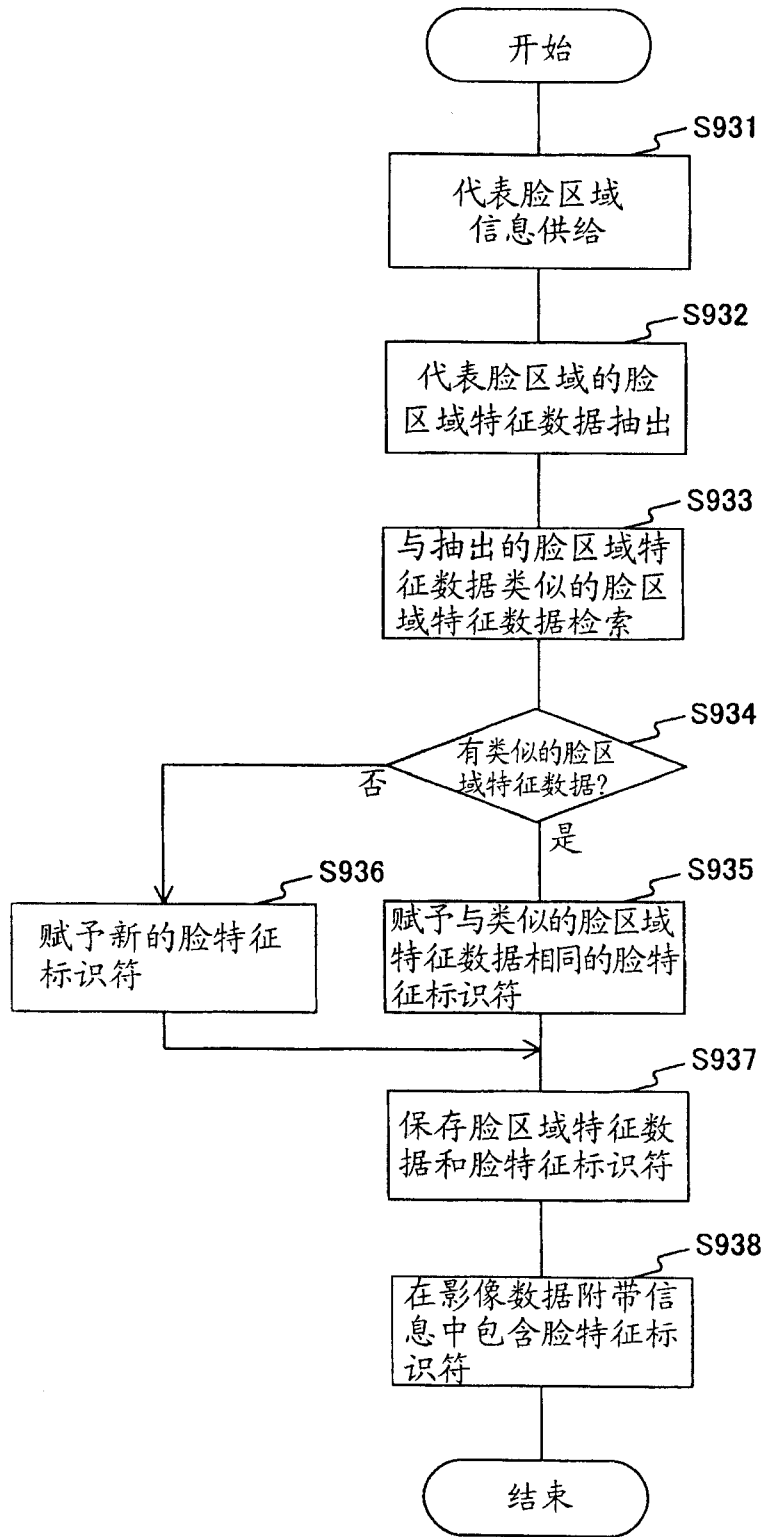 开始
S931
代表脸区域
信息供给
S932
代表脸区域的脸
区域特征数据抽出
S933
与抽出的脸区域特
征数据类似的脸区
域特征数据检索
S934
有类似的脸区
域特征数据?
否
是
S936
赋予新的脸特征
标识符
S935
赋予与类似的脸区域
特征数据相同的脸特
征标识符
S937
保存脸区域特征数
据和脸特征标识符
S938
在影像数据附带信
息中包含脸特征标
识符
结束